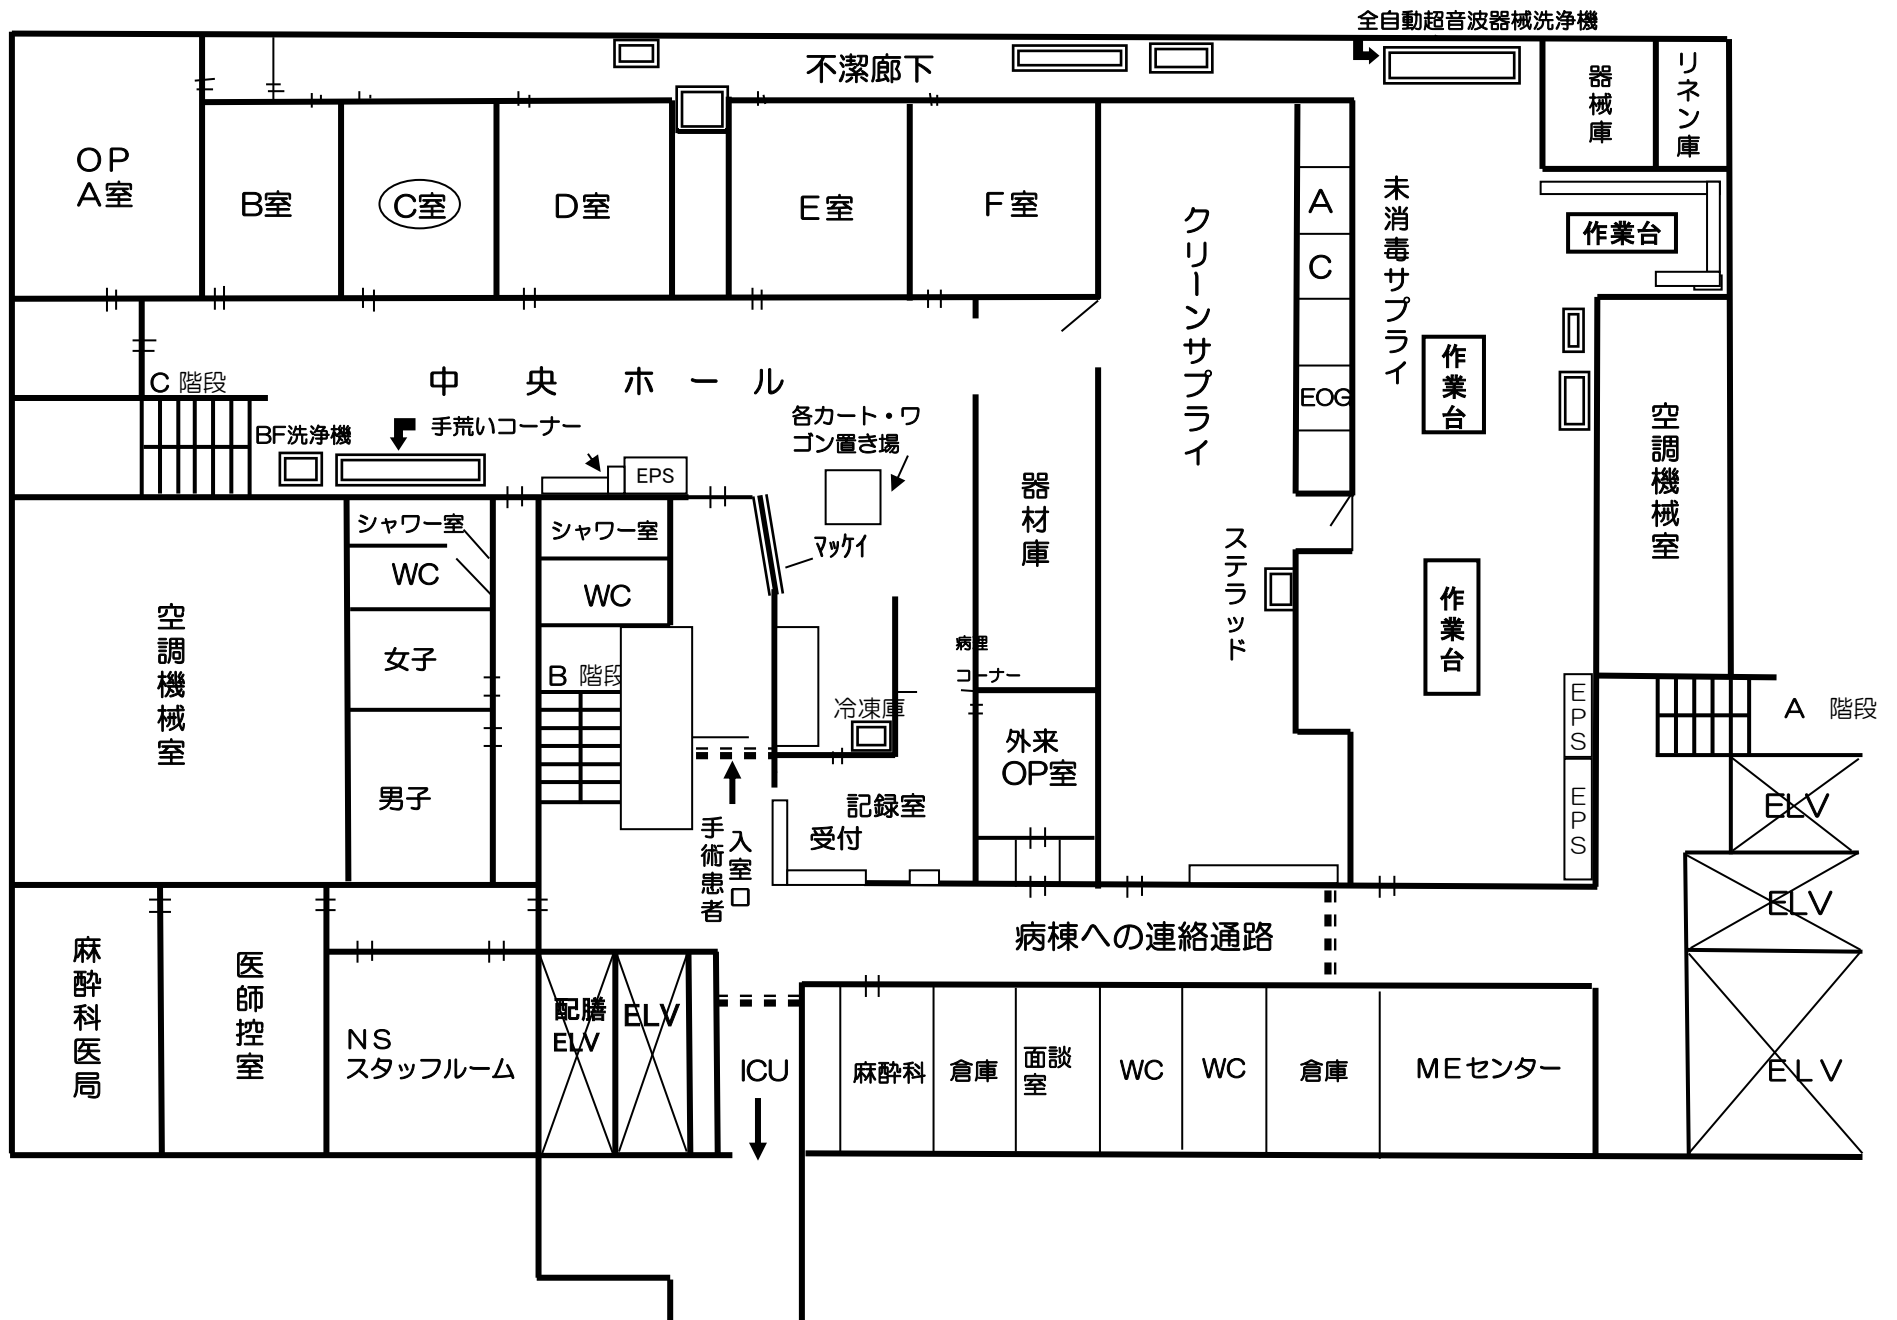 全自動超音波器械洗浄機
不潔廊下
器械庫
リネン庫
ＯＰ
Ａ室
Ｂ室
Ｃ室
Ｄ室
Ｅ室
Ｆ室
クリーンサプライ
Ａ
Ｃ
EOG
未消毒サプライ
作業台
作業台
作業台
空調機械室
中央ホール
C 階段
BF洗浄機
手荒いコーナー
EPS
各カート・ワ
ゴン置き場
マッケイ
器材庫
ステラッド
シャワー室
WC
女子
男子
空調機械室
シャワー室
WC
B 階段
冷凍庫
病理
コーナー
外来
OP室
記録室
受付
手術患者
入室口
EPS
EPS
A 階段
ELV
ELV
ELV
病棟への連絡通路
麻酔科医局
医師控室
ＮＳ
スタッフルーム
配膳
ELV
ELV
ICU
麻酔科
倉庫
面談
室
WC
WC
倉庫
ＭＥセンター